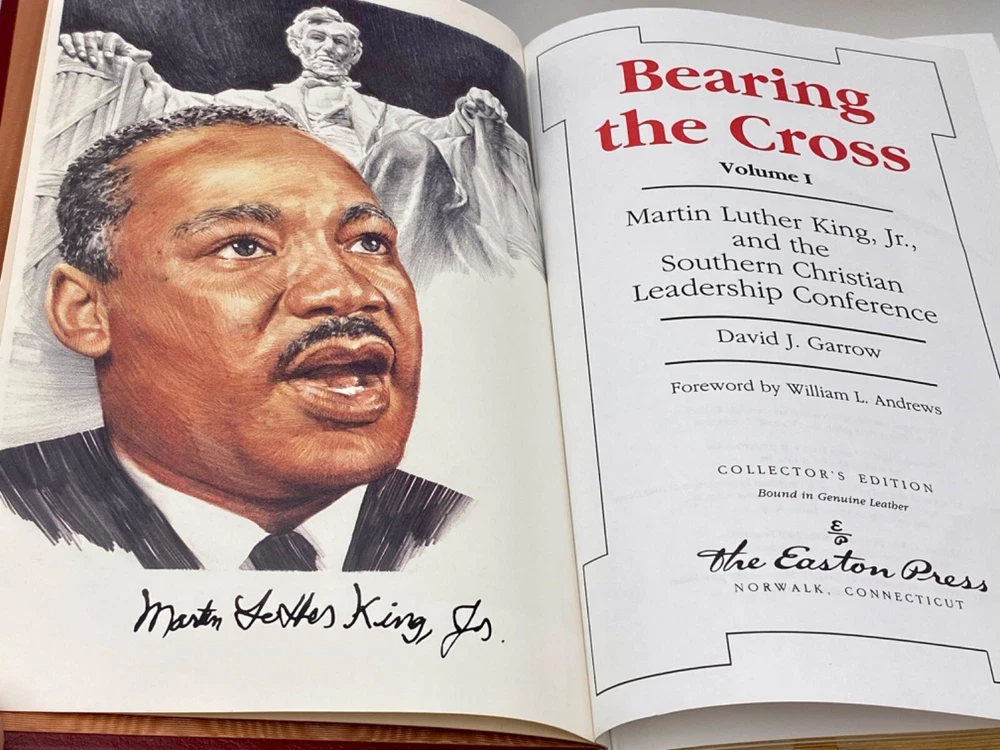 Martin Luther King, Jr.
Bearing
the Cross
Volume I
Martin Luther King, Jr.,
and the
Southern Christian
Leadership Conference
David J. Garrow
Foreword by William L. Andrews
COLLECTOR'S EDITION
Bound in Genuine Leather
E
P
The Easton Press
NORWALK, CONNECTICUT